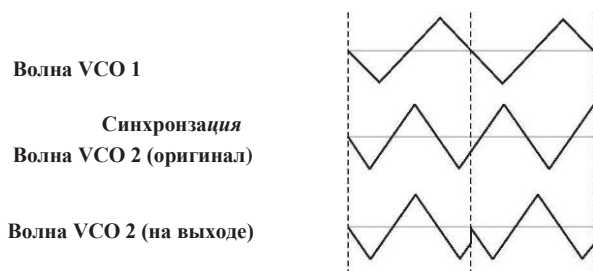 Волна VCO 1
Синхронзация
Волна VCO 2 (оригинал)
Волна VCO 2 (на выходе)